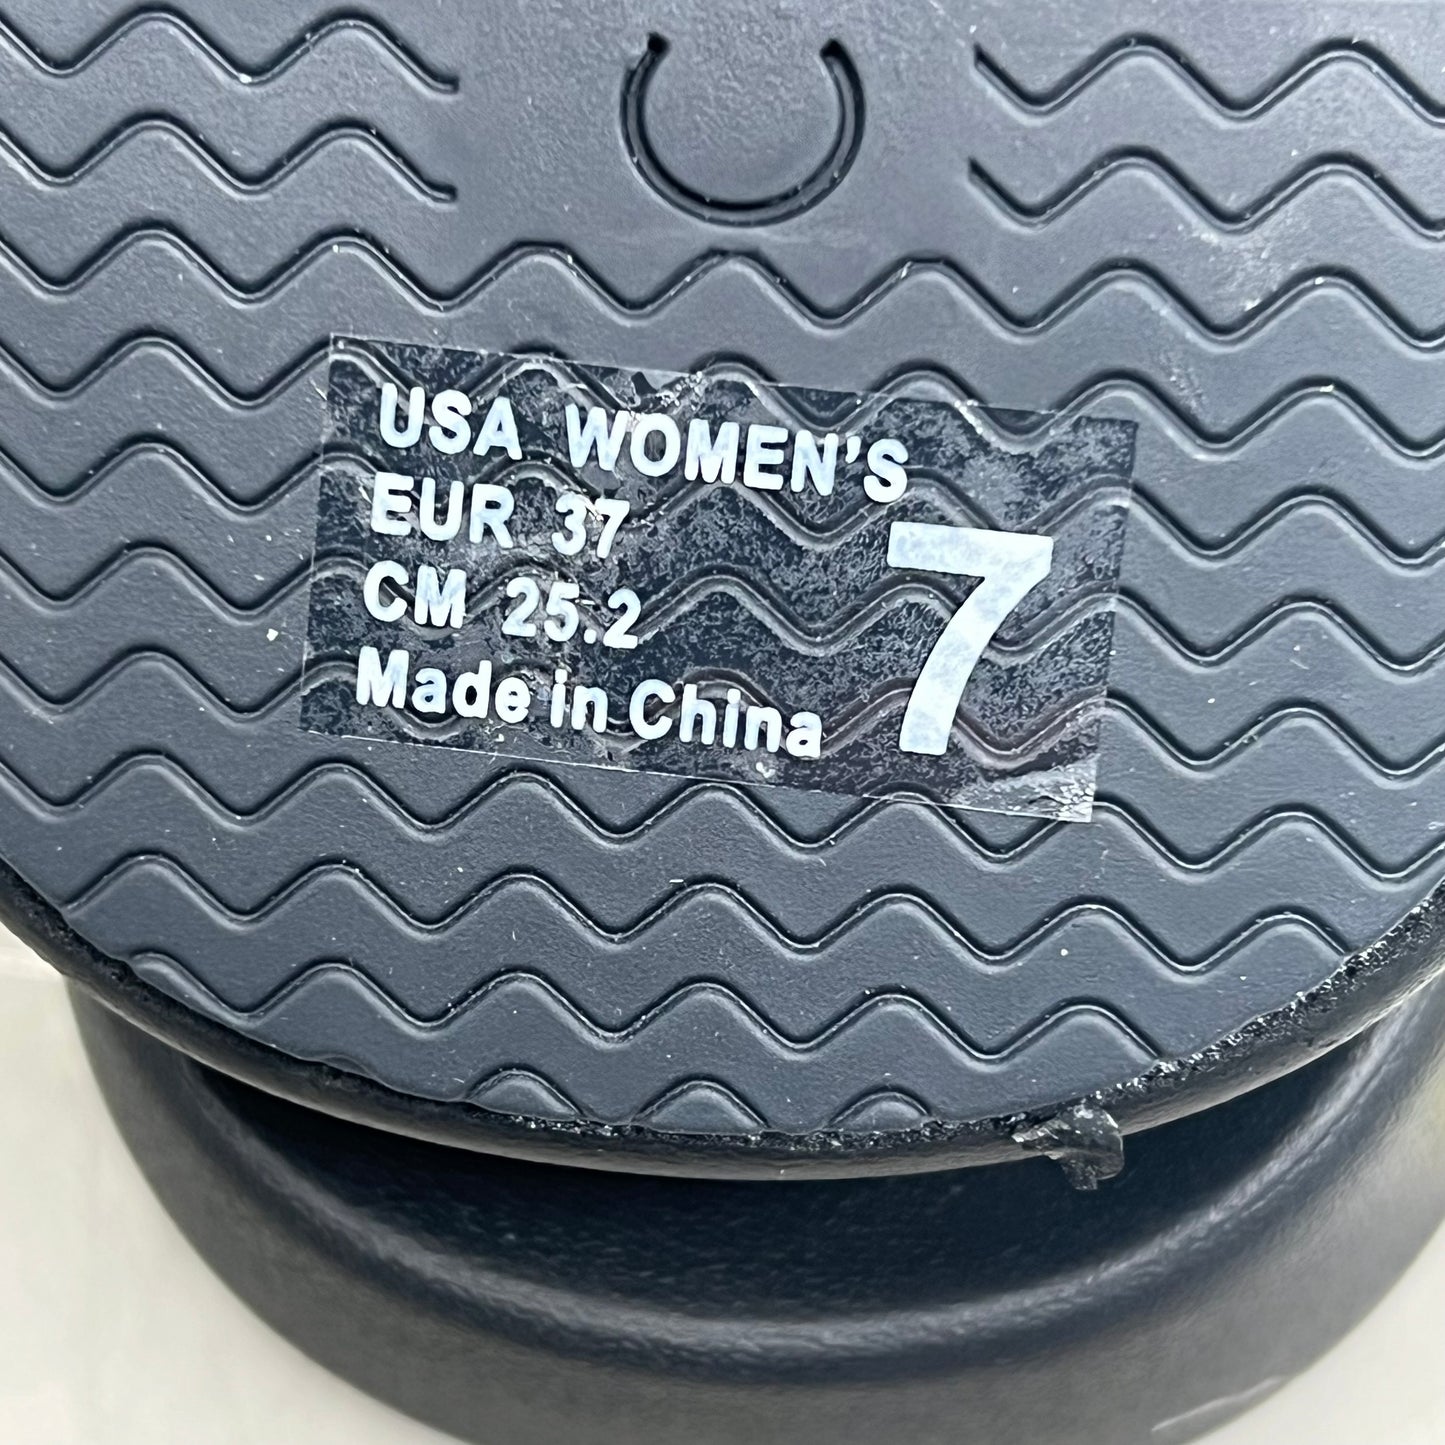 USA WOMEN'S
EUR 37
CM 25.2
Made in China
7